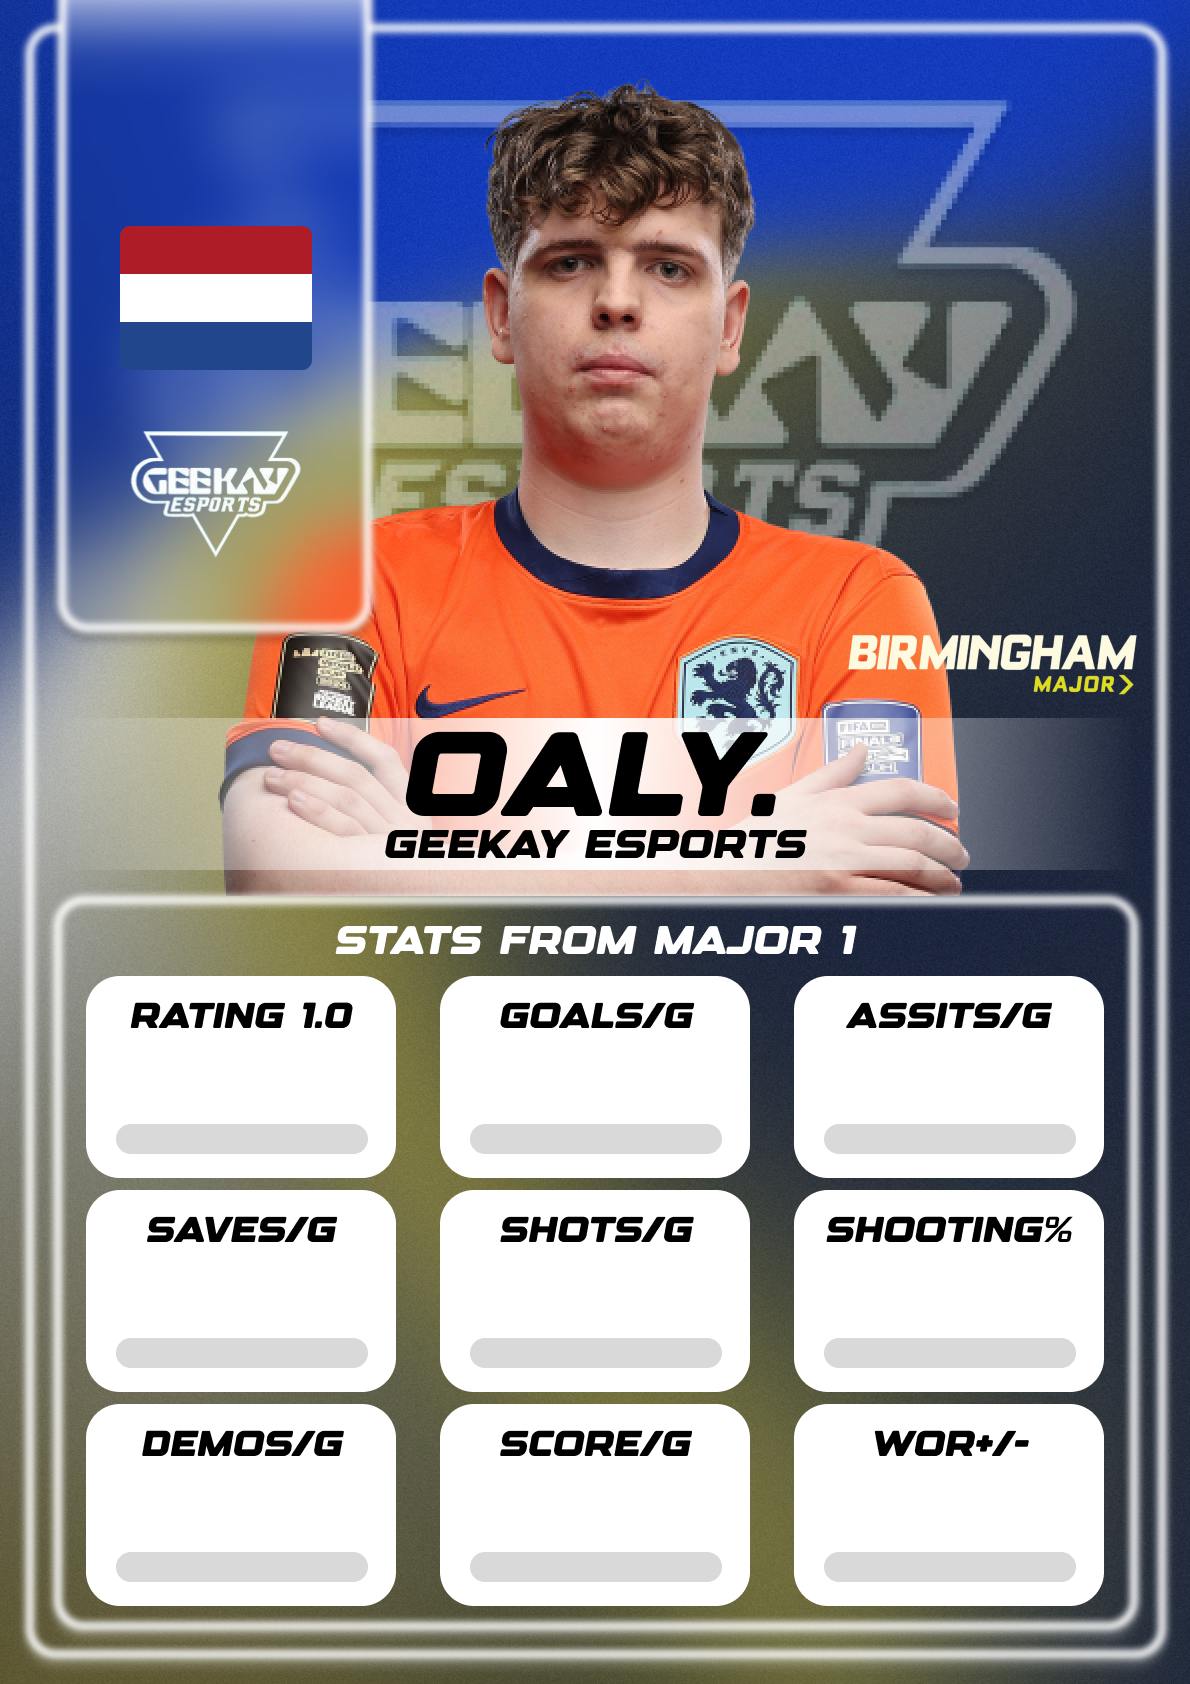 GEEKAY
ESPORTS
BIRMINGHAM
MAJOR
OALY.
GEEKAY ESPORTS
STATS FROM MAJOR 1
RATING 1.0
GOALS/G
ASSITS/G
SAVES/G
SHOTS/G
SHOOTING%
DEMOS/G
SCORE/G
WOR+/-